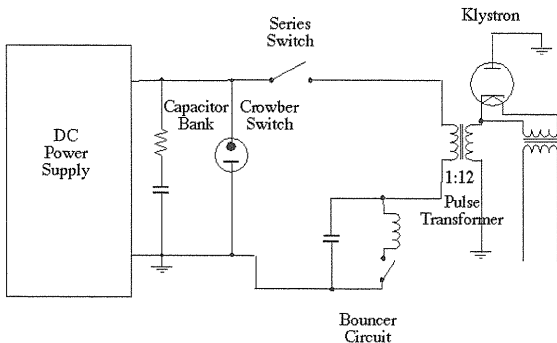 Klystron
Series
Switch
Capacitor
Bank
Crowber
Switch
DC
Power
Supply
1:12
Pulse
Transformer
Bouncer
Circuit